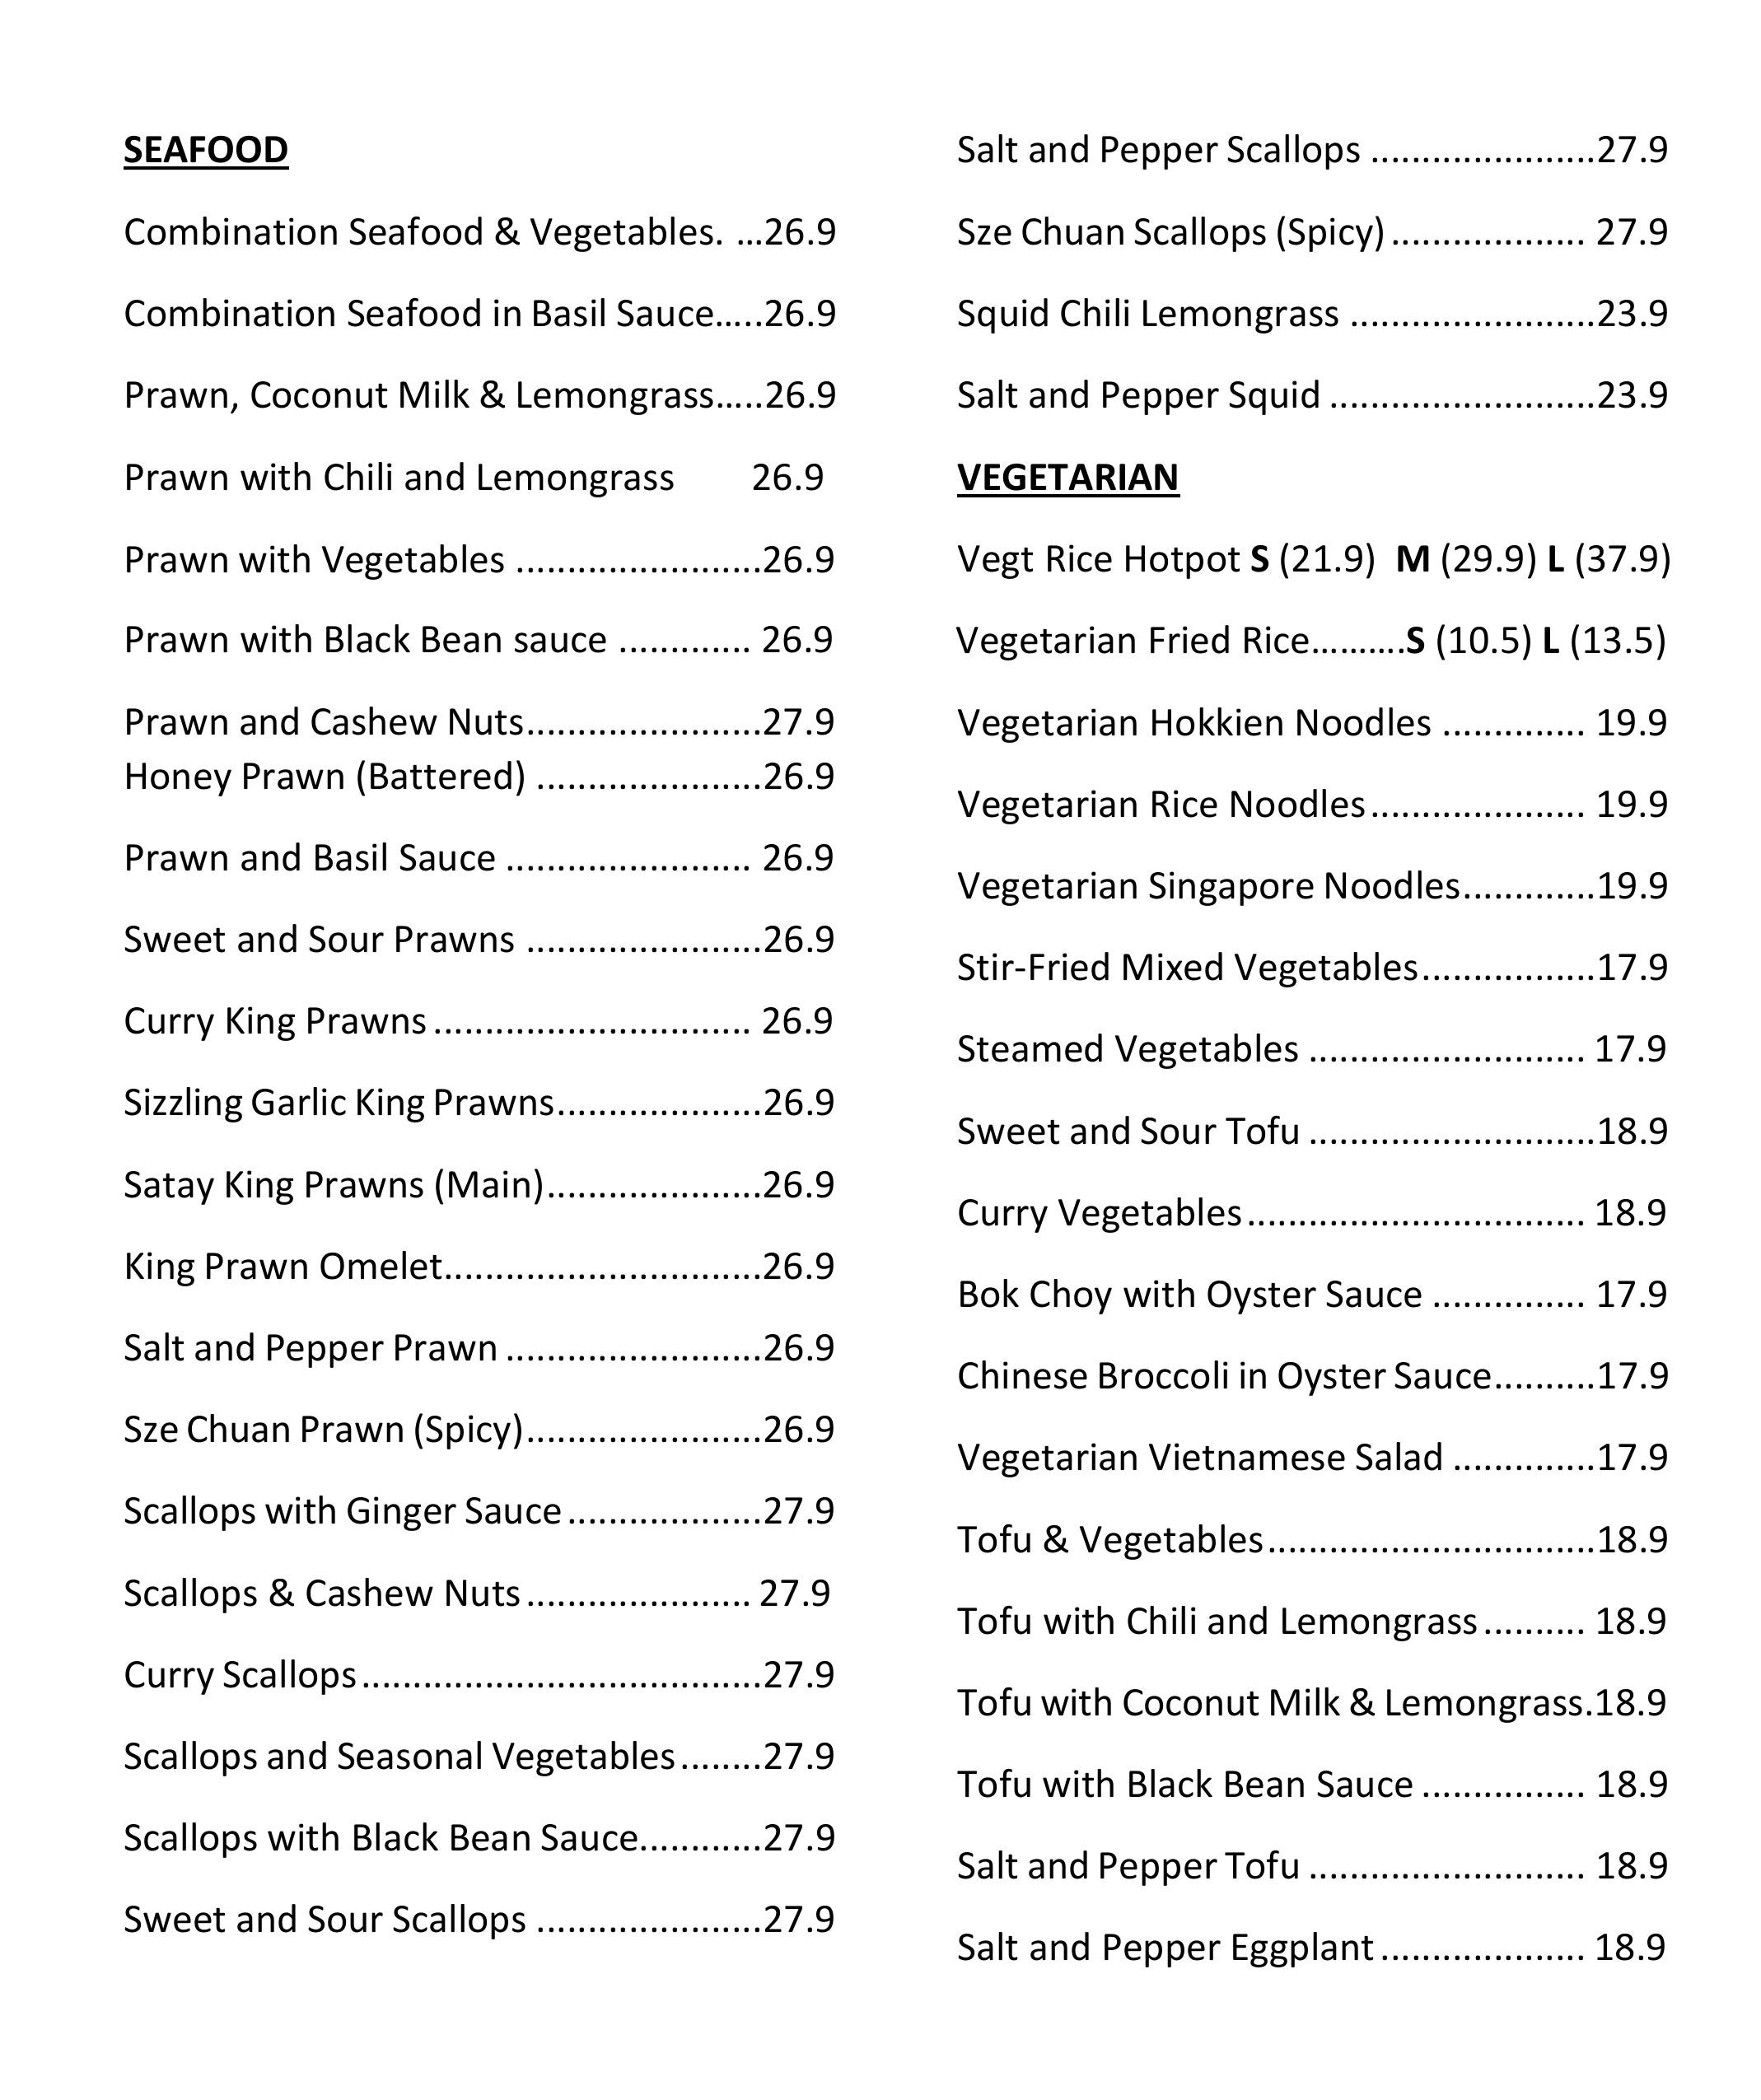 SEAFOOD
Combination Seafood & Vegetables. ...26.9
Combination Seafood in Basil Sauce.....26.9
Prawn, Coconut Milk & Lemongrass.....26.9
Prawn with Chili and Lemongrass 26.9
Prawn with Vegetables ........................26.9
Prawn with Black Bean sauce ............. 26.9
Prawn and Cashew Nuts.......................27.9
Honey Prawn (Battered) ......................26.9
Prawn and Basil Sauce ........................ 26.9
Sweet and Sour Prawns .......................26.9
Curry King Prawns............................... 26.9
Sizzling Garlic King Prawns....................26.9
Satay King Prawns (Main).....................26.9
King Prawn Omelet...............................26.9
Salt and Pepper Prawn .........................26.9
Sze Chuan Prawn (Spicy).......................26.9
Scallops with Ginger Sauce...................27.9
Scallops & Cashew Nuts...................... 27.9
Curry Scallops.......................................27.9
Scallops and Seasonal Vegetables........27.9
Scallops with Black Bean Sauce............27.9
Sweet and Sour Scallops ......................27.9
Salt and Pepper Scallops ......................27.9
Sze Chuan Scallops (Spicy)................... 27.9
Squid Chili Lemongrass ........................23.9
Salt and Pepper Squid ..........................23.9
VEGETARIAN
Vegt Rice Hotpot S (21.9) M (29.9) L (37.9)
Vegetarian Fried Rice..........S (10.5) L (13.5)
Vegetarian Hokkien Noodles .............. 19.9
Vegetarian Rice Noodles..................... 19.9
Vegetarian Singapore Noodles.............19.9
Stir-Fried Mixed Vegetables.................17.9
Steamed Vegetables ........................... 17.9
Sweet and Sour Tofu ............................18.9
Curry Vegetables................................. 18.9
Bok Choy with Oyster Sauce ............... 17.9
Chinese Broccoli in Oyster Sauce..........17.9
Vegetarian Vietnamese Salad ..............17.9
Tofu & Vegetables................................18.9
Tofu with Chili and Lemongrass.......... 18.9
Tofu with Coconut Milk & Lemongrass.18.9
Tofu with Black Bean Sauce ................ 18.9
Salt and Pepper Tofu ........................... 18.9
Salt and Pepper Eggplant.................... 18.9